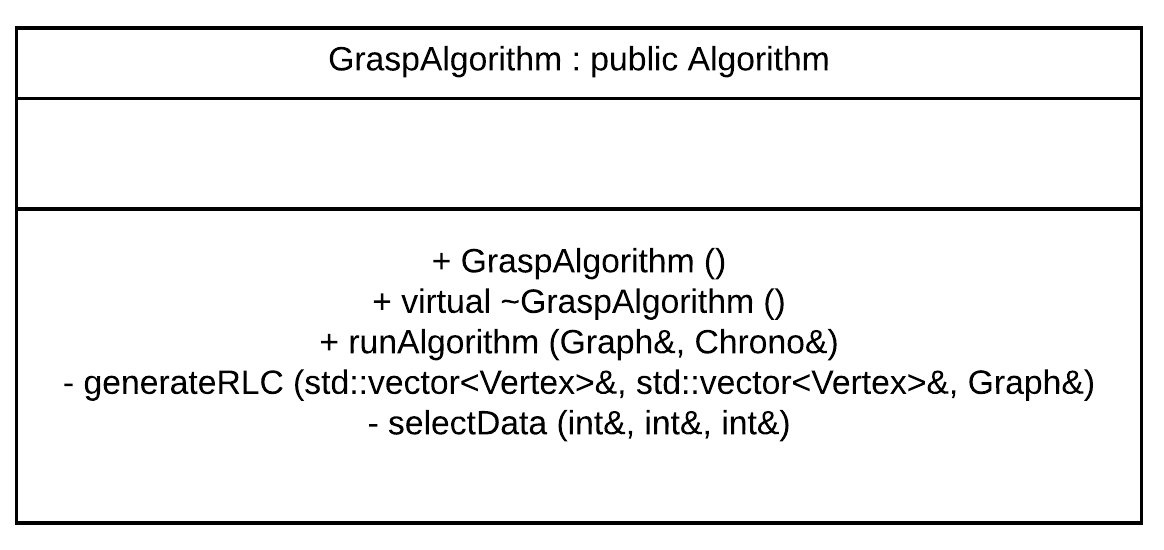 GraspAlgorithm : public Algorithm
+ GraspAlgorithm ()
+ virtual ~GraspAlgorithm ()
+ runAlgorithm (Graph&, Chrono&)
- generateRLC (std::vector<Vertex>&, std::vector<Vertex>&, Graph&)
- selectData (int&, int&, int&)